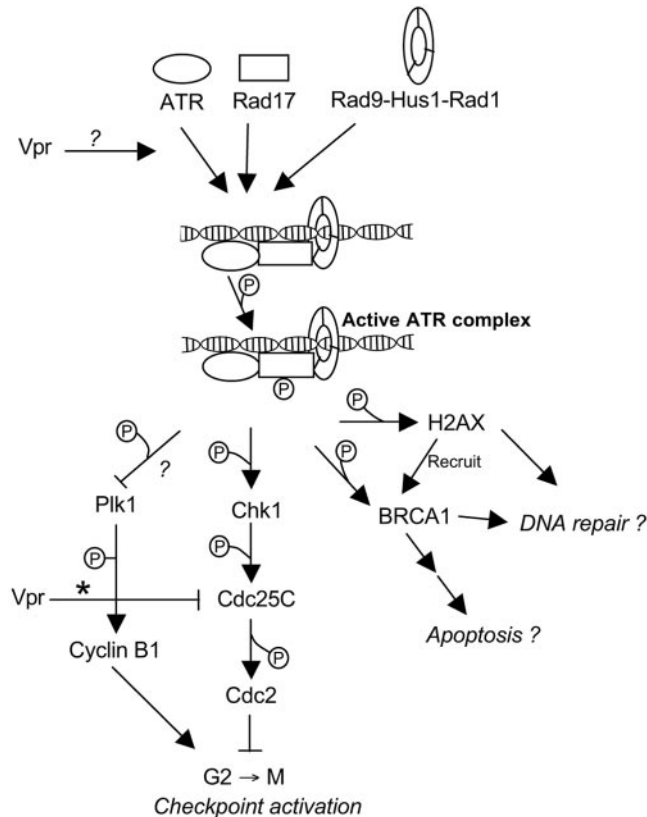 ATR Rad17 Rad9-Hus1-Rad1
Vpr ?
P
Active ATR complex
P
P H2AX
P ? P P Recruit
Plk1 Chk1 BRCA1 DNA repair ?
P P
Vpr * Cdc25C
Cyclin B1 P Apoptosis ?
Cdc2
G2 → M
Checkpoint activation